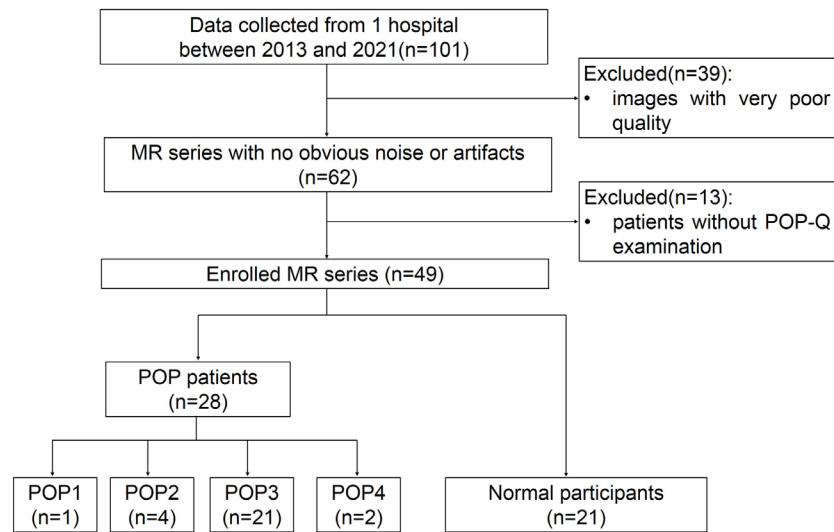 Data collected from 1 hospital
between 2013 and 2021(n=101)
Excluded(n=39):
• images with very poor
quality
MR series with no obvious noise or artifacts
(n=62)
Excluded(n=13):
• patients without POP-Q
examination
Enrolled MR series (n=49)
POP patients
(n=28)
POP1
(n=1)
POP2
(n=4)
POP3
(n=21)
POP4
(n=2)
Normal participants
(n=21)